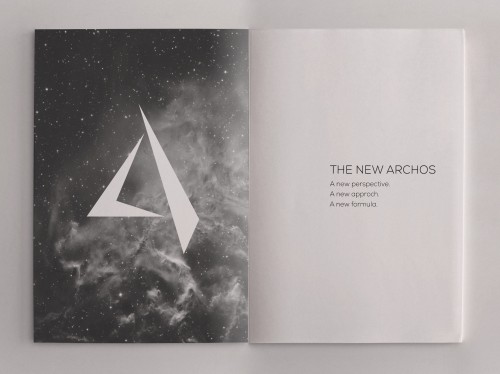 THE NEW ARCHOS
A new perspective.
A new approch.
A new formula.